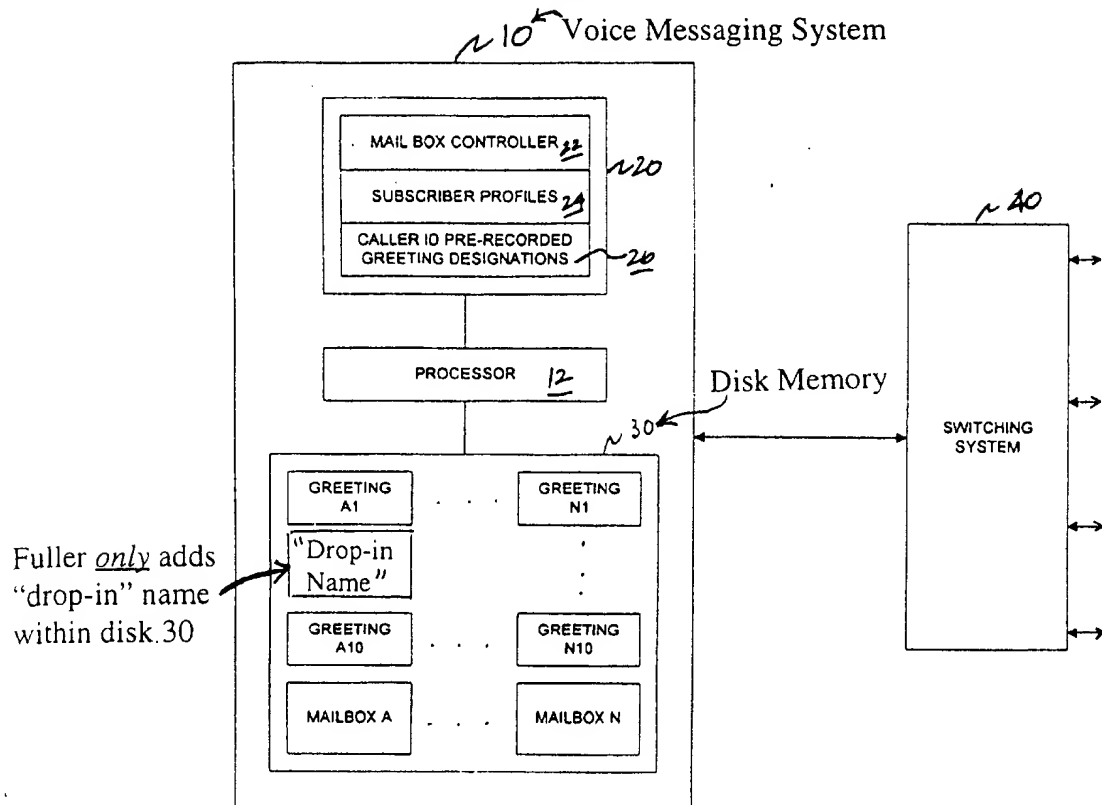 ~10 Voice Messaging System
MAIL BOX CONTROLLER 22
~20
SUBSCRIBER PROFILES 24
CALLER ID PRE-RECORDED
GREETING DESIGNATIONS 26
~40
PROCESSOR 12
Disk Memory
~30
SWITCHING
SYSTEM
GREETING
A1
. . . .
GREETING
N1
Fuller only adds
"drop-in" name
within disk.30
"Drop-in
Name"
GREETING
A10
. . . .
GREETING
N10
MAILBOX A
. . . .
MAILBOX N